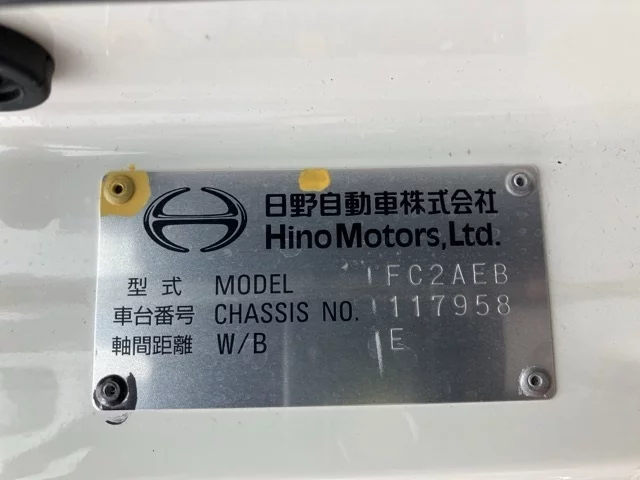 日野自動車株式会社
Hino Motors, Ltd.
型式 MODEL FC2AEB
車台番号 CHASSIS NO. 117958
軸間距離 W/B E